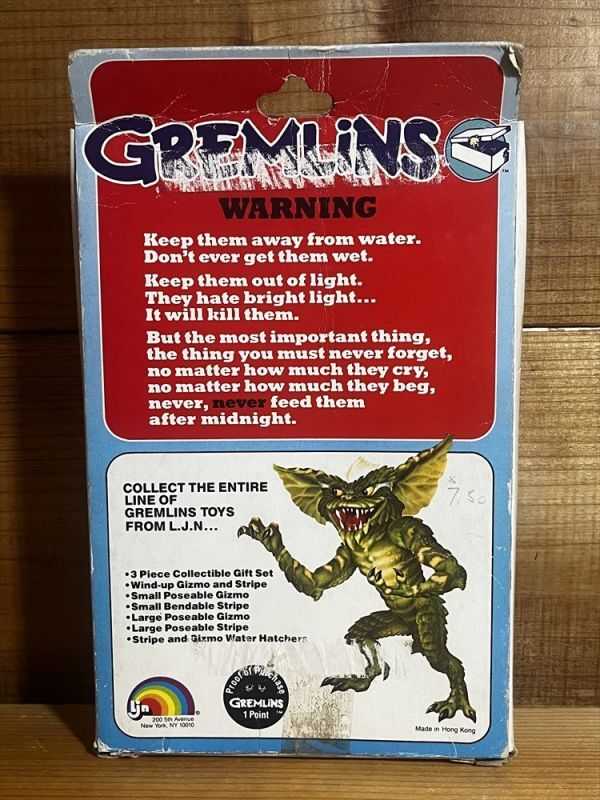 GREMLiNS
TM
WARNING
Keep them away from water.
Don't ever get them wet.
Keep them out of light.
They hate bright light...
It will kill them.
But the most important thing,
the thing you must never forget,
no matter how much they cry,
no matter how much they beg,
never, never feed them
after midnight.
COLLECT THE ENTIRE
LINE OF
GREMLINS TOYS
FROM L.J.N...
$
7.50
•3 Piece Collectible Gift Set
•Wind-up Gizmo and Stripe
•Small Poseable Gizmo
•Small Bendable Stripe
•Large Poseable Gizmo
•Large Poseable Stripe
•Stripe and Gizmo Water Hatchers
Ljn
®
200 5th Avenue
New York, NY 10010
Proof of Purchase
GREMLINS
TM
1 Point
Made in Hong Kong